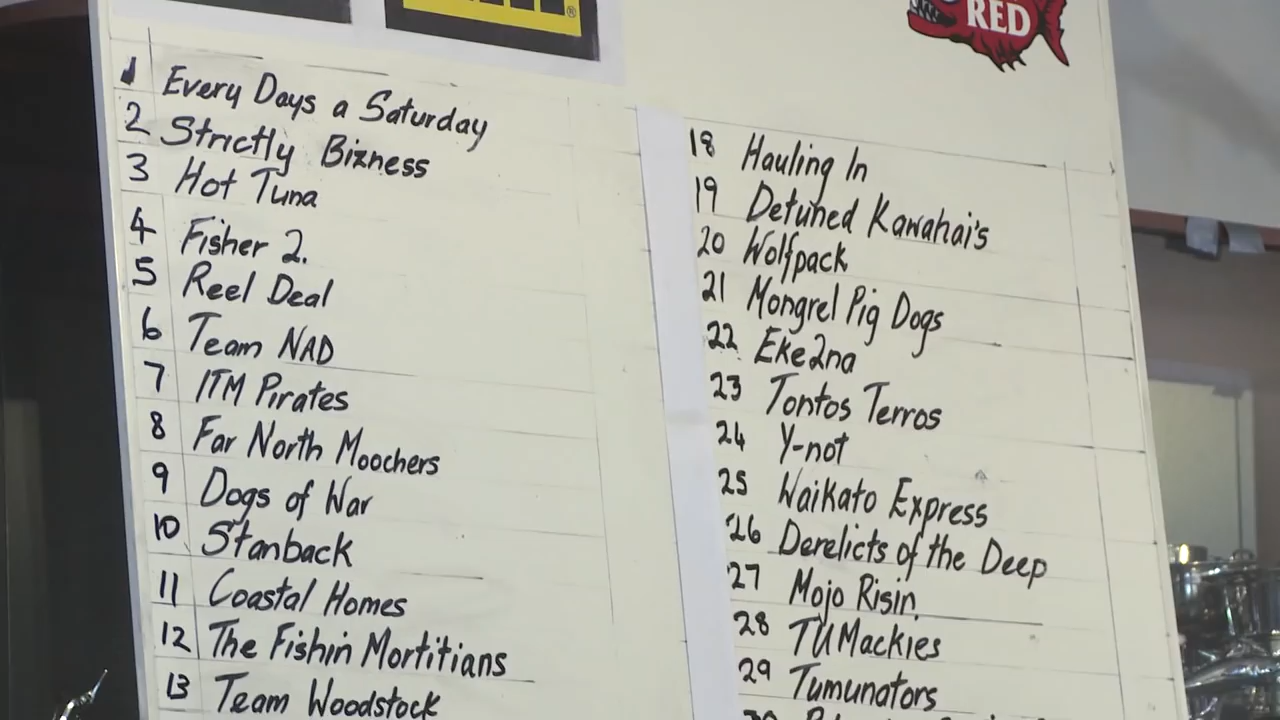 RED
1 Every Days a Saturday
2 Strictly Bizness
3 Hot Tuna
4 Fisher 2.
5 Reel Deal
6 Team NAD
7 ITM Pirates
8 Far North Moochers
9 Dogs of War
10 Stanback
11 Coastal Homes
12 The Fishin Mortitians
13 Team Woodstock
18 Hauling In
19 Detuned Kawahai's
20 Wolfpack
21 Mongrel Pig Dogs
22 Eke2na
23 Tontos Terros
24 Y-not
25 Waikato Express
26 Derelicts of the Deep
27 Mojo Risin
28 TUMackies
29 Tumunators